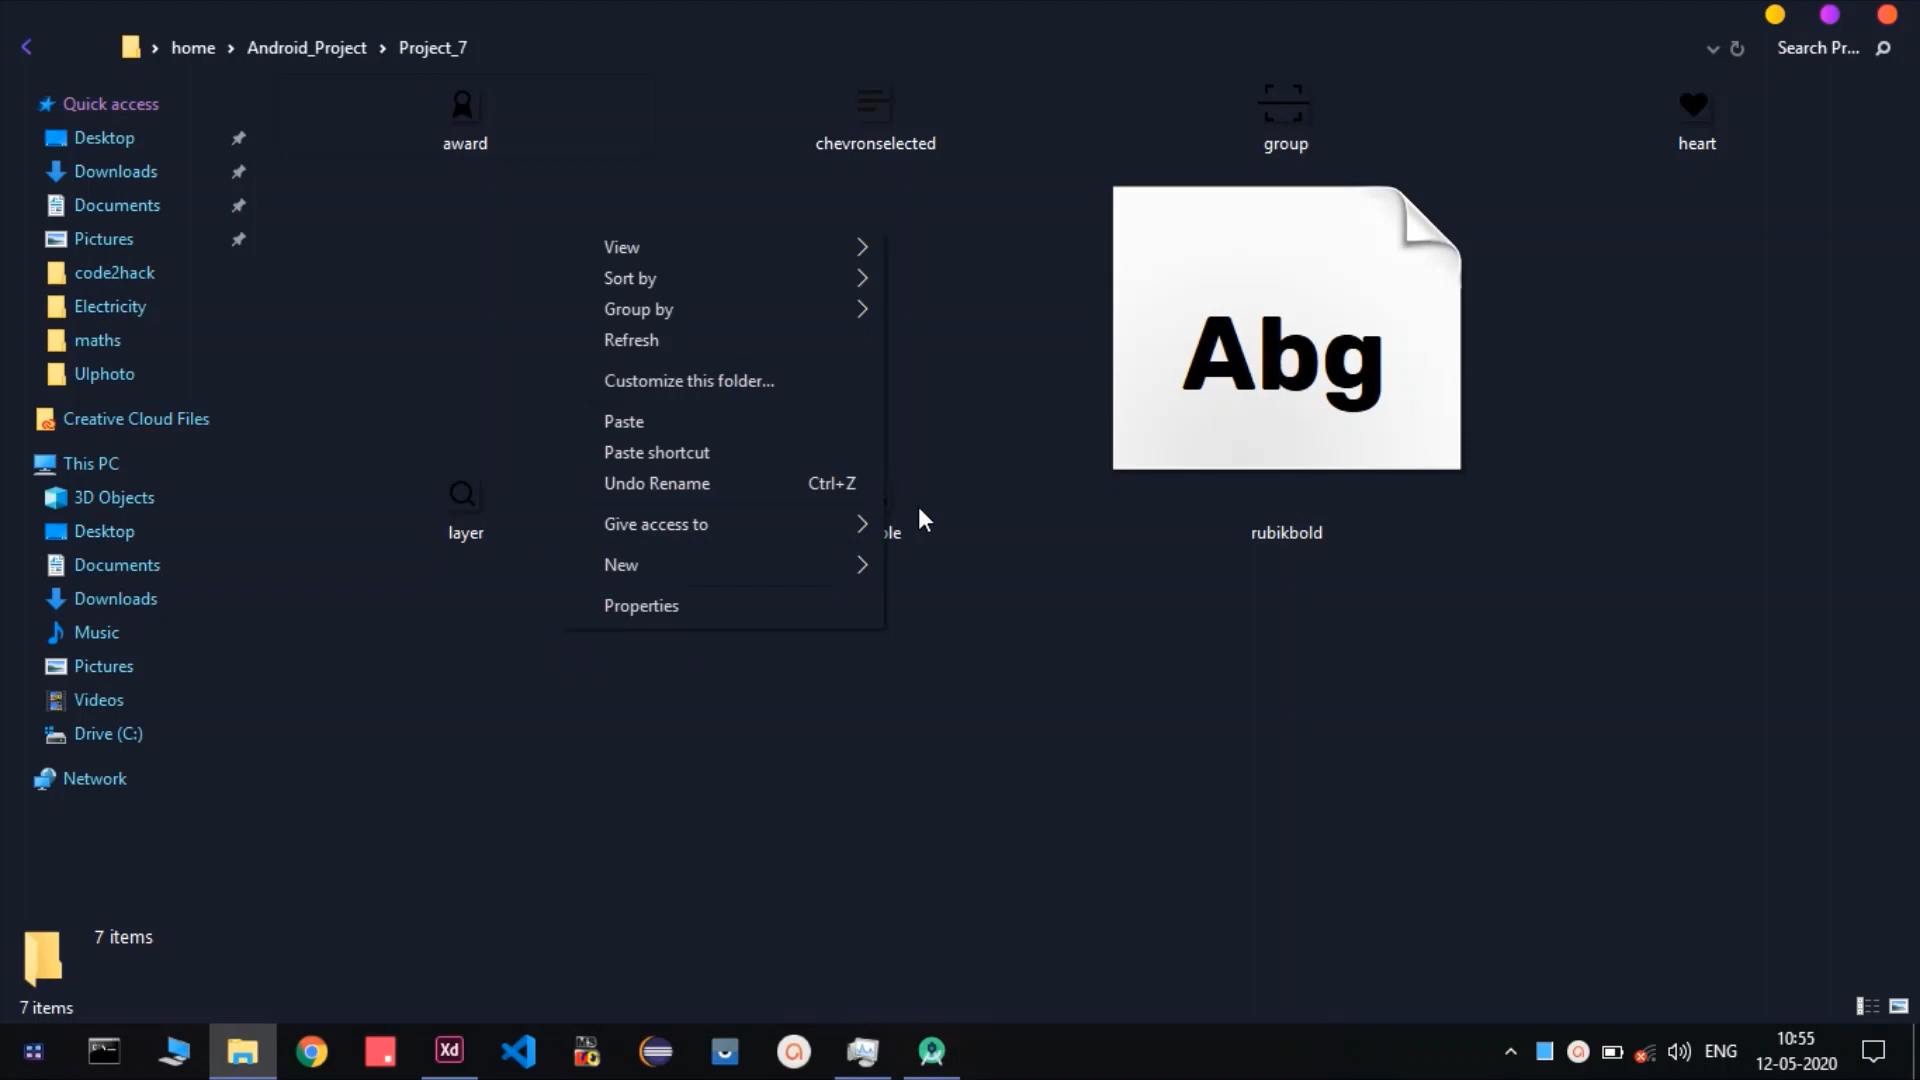 home
Android_Project
Project_7
Search Pr...
Quick access
Desktop
Downloads
Documents
Pictures
code2hack
Electricity
maths
UIphoto
Creative Cloud Files
This PC
3D Objects
Desktop
Documents
Downloads
Music
Pictures
Videos
Drive (C:)
Network
award
chevronselected
group
heart
Abg
layer
ole
rubikbold
View
Sort by
Group by
Refresh
Customize this folder...
Paste
Paste shortcut
Undo Rename Ctrl+Z
Give access to
New
Properties
7 items
7 items
Xd
ENG
10:55
12-05-2020